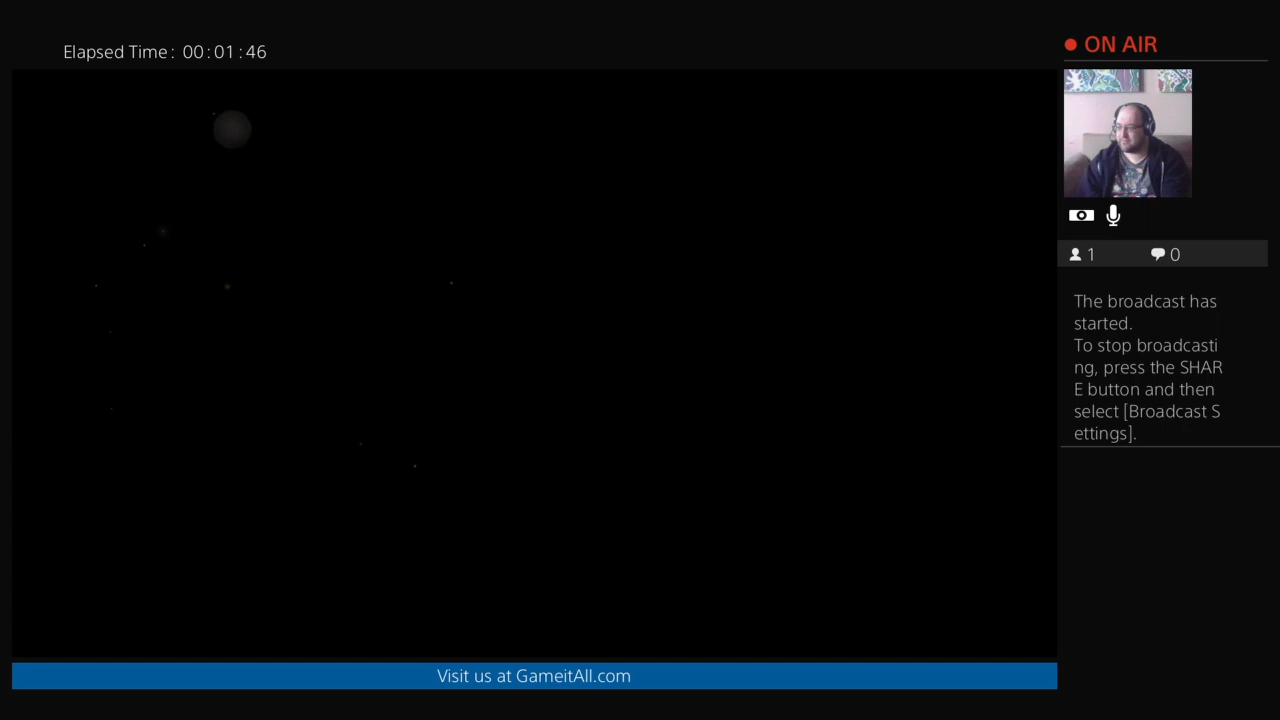 Elapsed Time: 00:01:46
ON AIR
1 0
The broadcast has
started.
To stop broadcasti
ng, press the SHAR
E button and then
select [Broadcast S
ettings].
Visit us at GameitAll.com